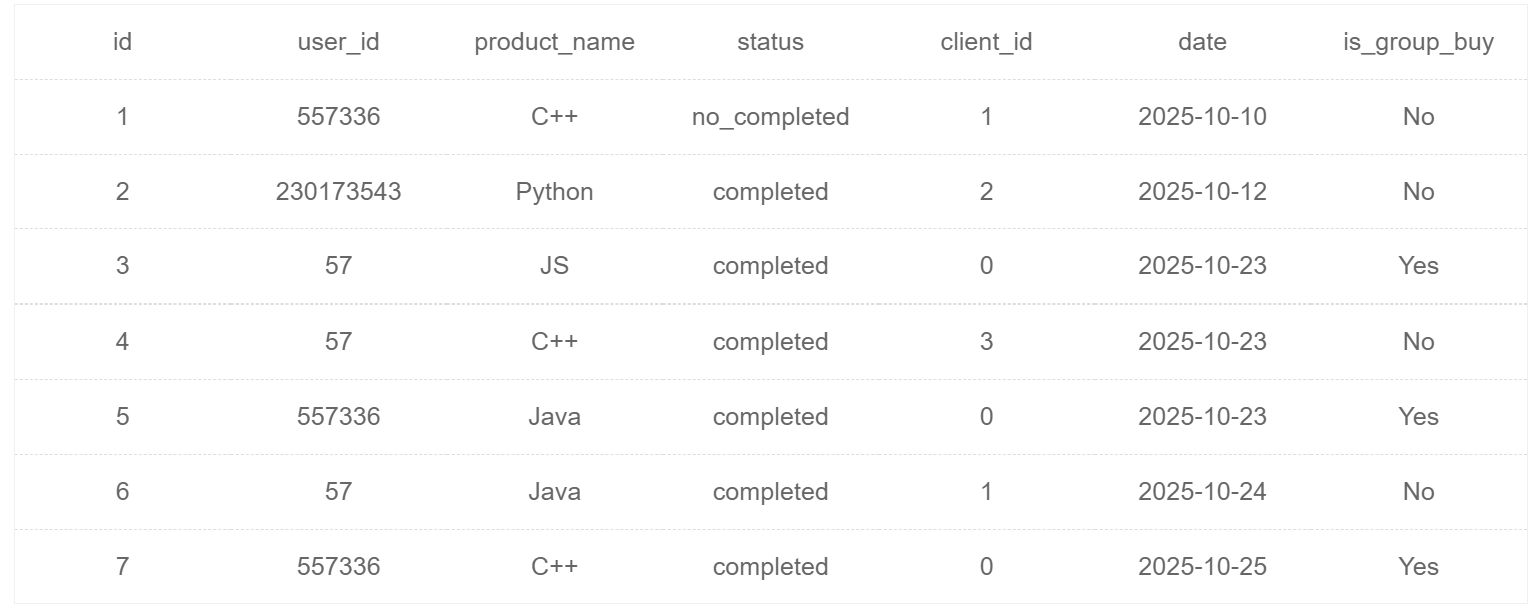 id user_id product_name status client_id date is_group_buy
1 557336 C++ no_completed 1 2025-10-10 No
2 230173543 Python completed 2 2025-10-12 No
3 57 JS completed 0 2025-10-23 Yes
4 57 C++ completed 3 2025-10-23 No
5 557336 Java completed 0 2025-10-23 Yes
6 57 Java completed 1 2025-10-24 No
7 557336 C++ completed 0 2025-10-25 Yes